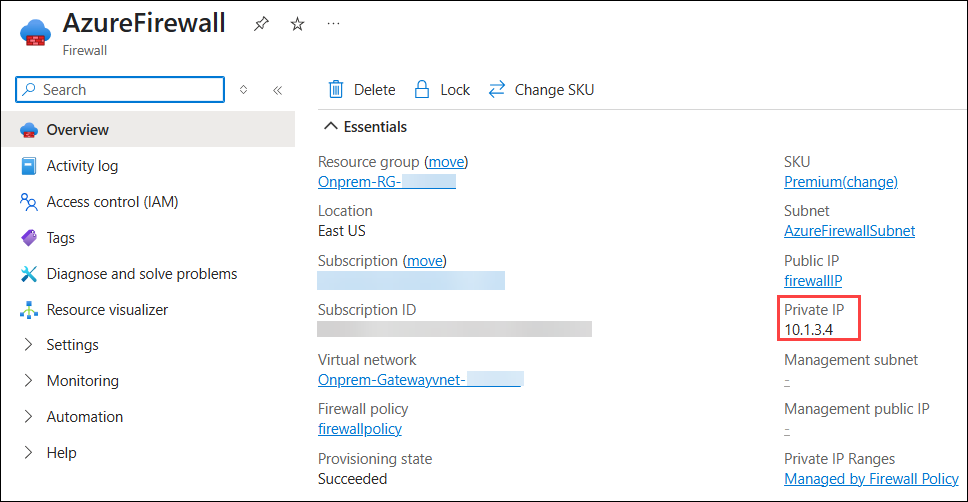 AzureFirewall
Firewall
Search
Overview
Activity log
Access control (IAM)
Tags
Diagnose and solve problems
Resource visualizer
Settings
Monitoring
Automation
Help
Delete Lock Change SKU
Essentials
Resource group (move)
Onprem-RG-
Location
East US
Subscription (move)
Subscription ID
Virtual network
Onprem-Gatewayvnet-
Firewall policy
firewallpolicy
Provisioning state
Succeeded
SKU
Premium(change)
Subnet
AzureFirewallSubnet
Public IP
firewallIP
Private IP
10.1.3.4
Management subnet
-
Management public IP
-
Private IP Ranges
Managed by Firewall Policy